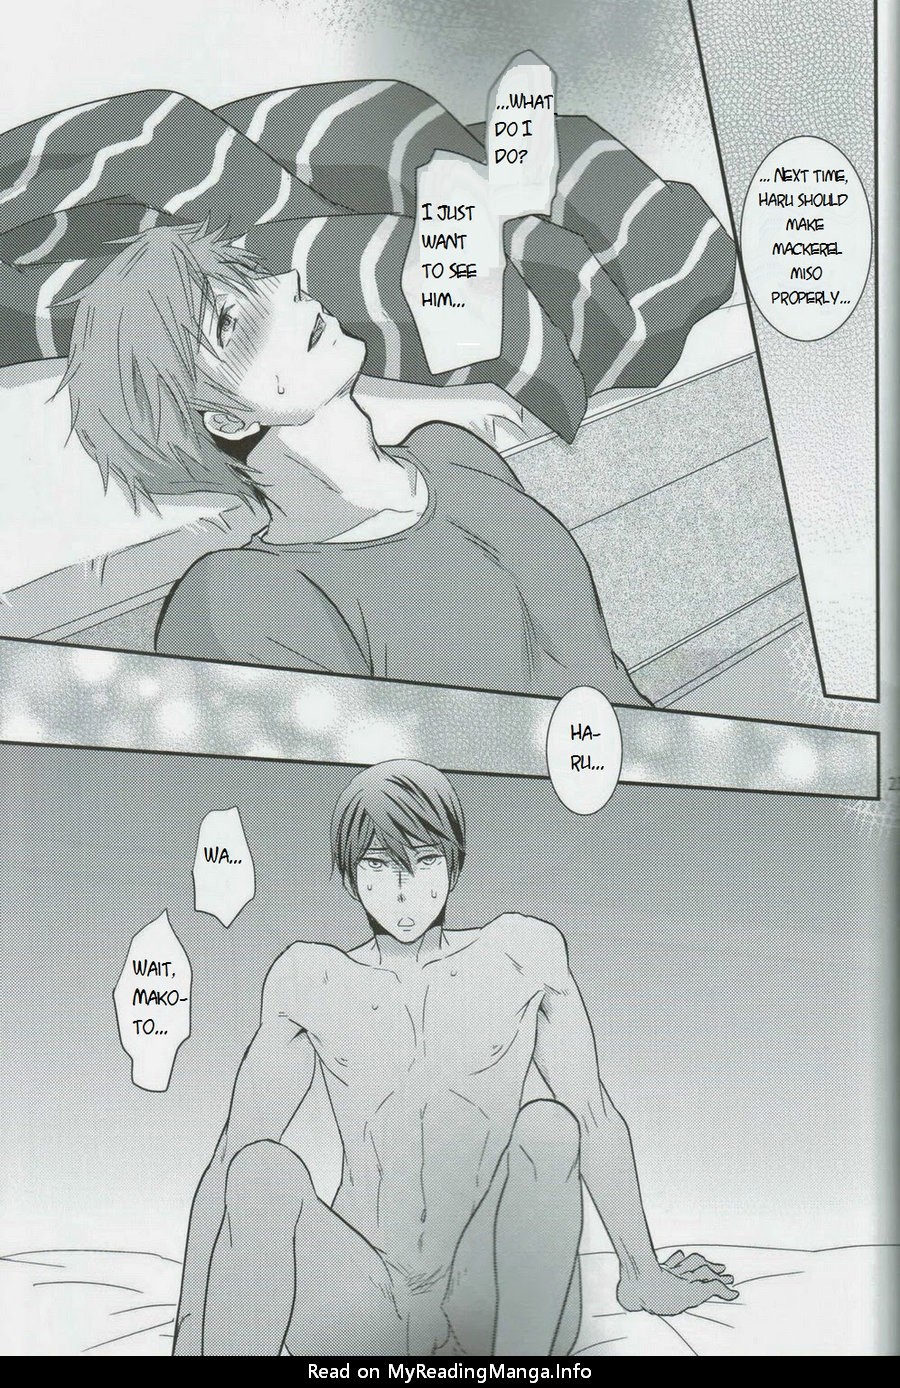 ... NEXT TIME,
HARU SHOULD
MAKE
MACKEREL
MISO
PROPERLY...
...WHAT
DO I
DO?
I JUST
WANT
TO SEE
HIM...
HA-
RU...
WA...
WAIT,
MAKO-
TO...
Read on MyReadingManga.Info